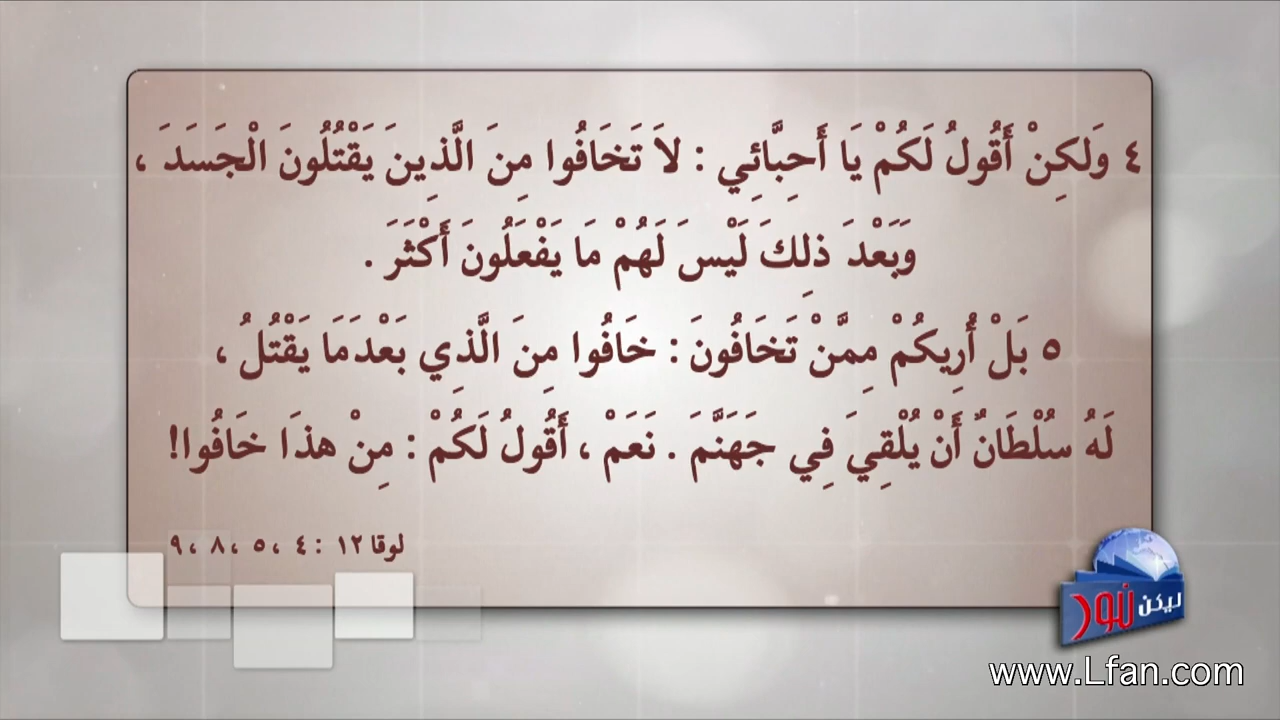 ٤ وَلكِنْ أَقُولُ لَكُمْ يَا أَحِبَّائِي : لاَ تَخَافُوا مِنَ الَّذِينَ يَقْتُلُونَ الْجَسَدَ ،
وَبَعْدَ ذلِكَ لَيْسَ لَهُمْ مَا يَفْعَلُونَ أَكْثَرَ .
٥ بَلْ أُرِيكُمْ مِمَّنْ تَخَافُونَ : خَافُوا مِنَ الَّذِي بَعْدَمَا يَقْتُلُ ،
لَهُ سُلْطَانٌ أَنْ يُلْقِيَ فِي جَهَنَّمَ . نَعَمْ ، أَقُولُ لَكُمْ : مِنْ هذَا خَافُوا!
لوقا ١٢ : ٤ ، ٥ ، ٨ ، ٩
ليكن نور
www.Lfan.com